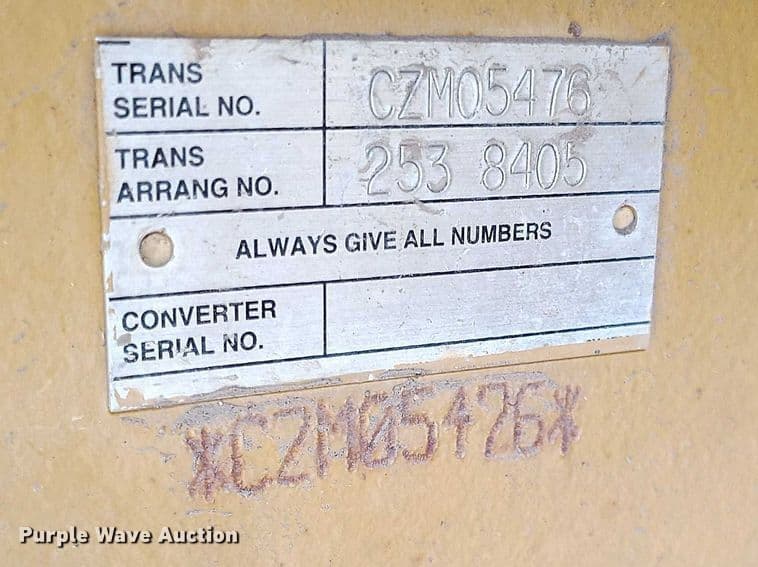 TRANS
SERIAL NO. CZM05476
TRANS
ARRANG NO. 253 8405
ALWAYS GIVE ALL NUMBERS
CONVERTER
SERIAL NO.
*CZM05476*
Purple Wave Auction